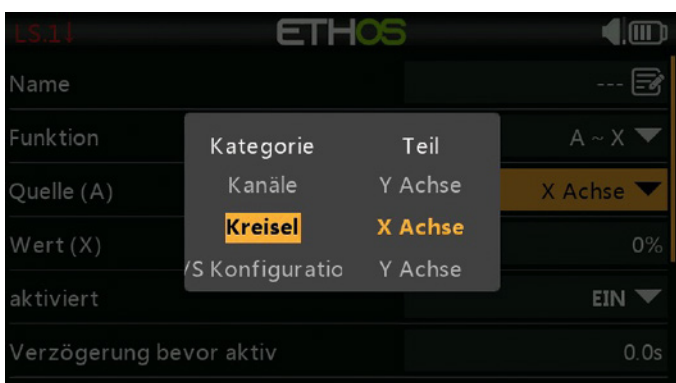 LS.1↓ ETHOS
Name ---
Funktion A ~ X
Quelle (A) X Achse
Wert (X) 0%
aktiviert EIN
Verzögerung bevor aktiv 0.0s
Kategorie Teil
Kanäle Y Achse
Kreisel X Achse
/S Konfiguratio Y Achse